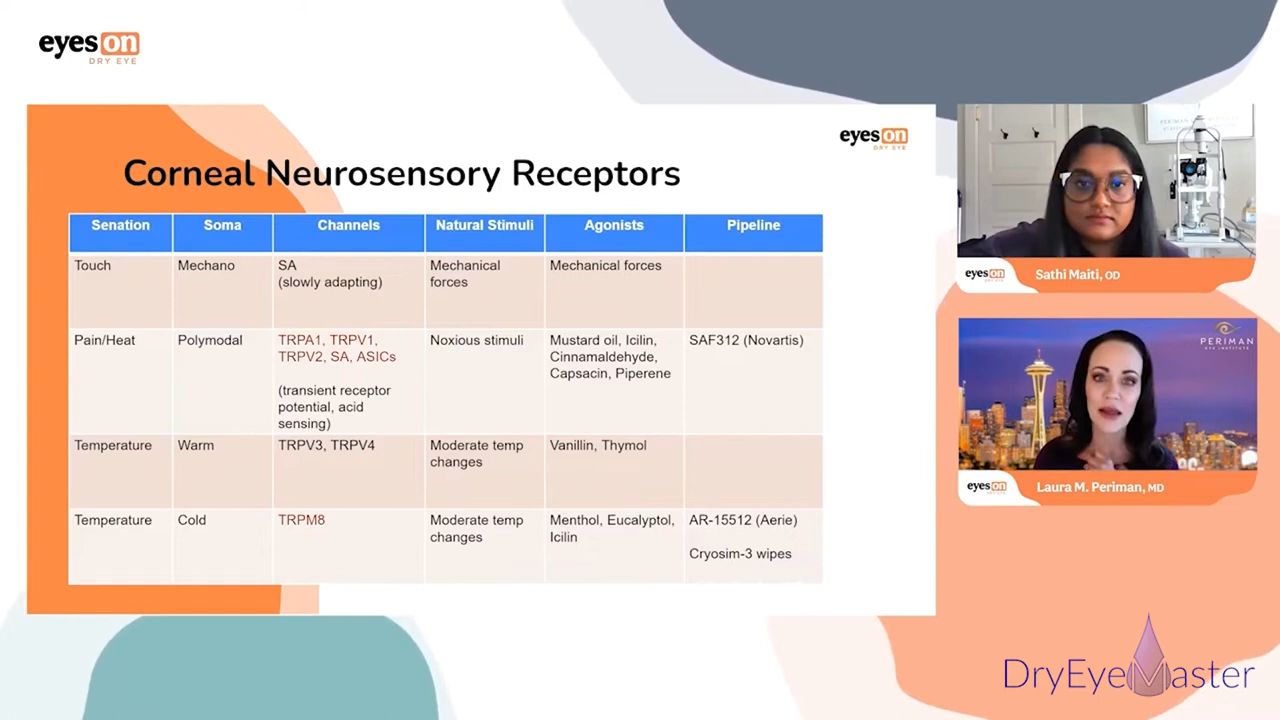 eyes on
DRY EYE
eyes on
DRY EYE
Corneal Neurosensory Receptors
Senation Soma Channels Natural Stimuli Agonists Pipeline
Touch Mechano SA Mechanical Mechanical forces
(slowly adapting) forces
Pain/Heat Polymodal TRPA1, TRPV1, Noxious stimuli Mustard oil, Icilin, SAF312 (Novartis)
TRPV2, SA, ASICs Cinnamaldehyde,
Capsacin, Piperene
(transient receptor
potential, acid
sensing)
Temperature Warm TRPV3, TRPV4 Moderate temp Vanillin, Thymol
changes
Temperature Cold TRPM8 Moderate temp Menthol, Eucalyptol, AR-15512 (Aerie)
changes Icilin
Cryosim-3 wipes
eyes on
Sathi Maiti, OD
PERIMAN
EYE INSTITUTE
eyes on
Laura M. Periman, MD
DryEyeMaster